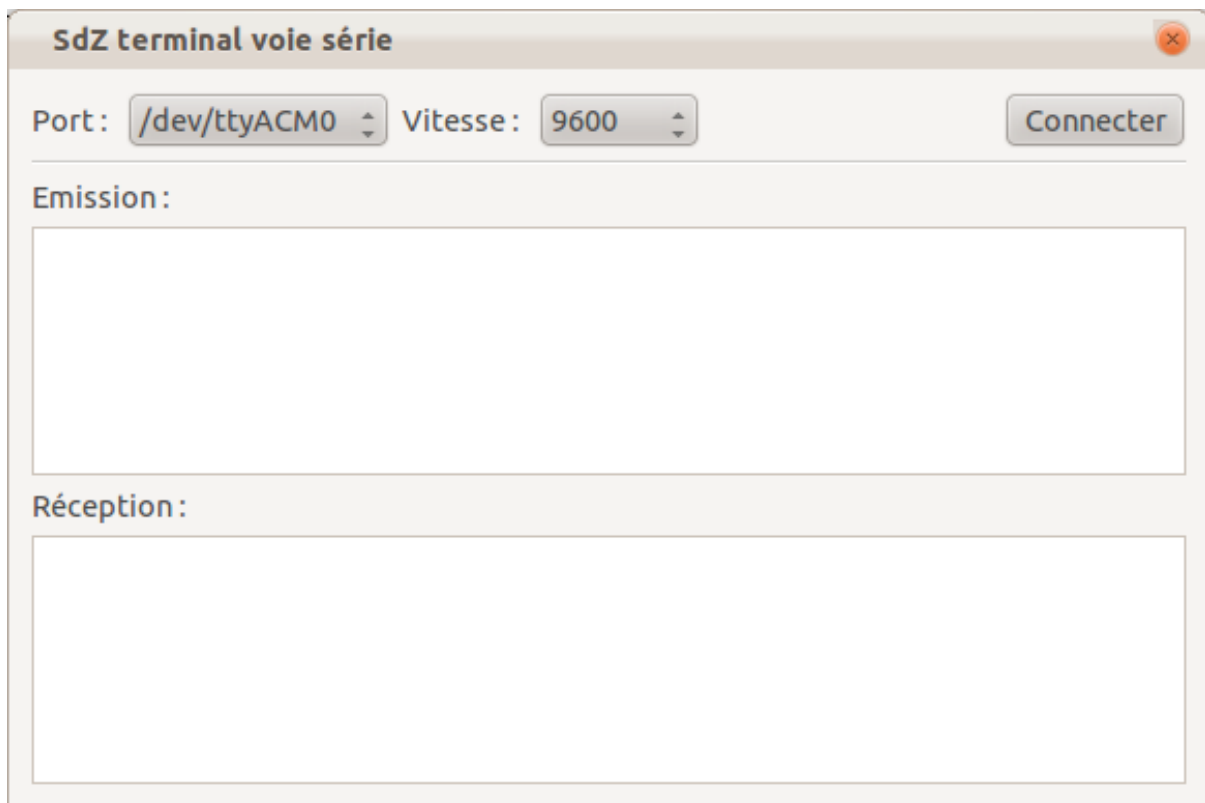 SdZ terminal voie série
Port : /dev/ttyACM0 Vitesse : 9600 Connecter
Emission :
Réception :